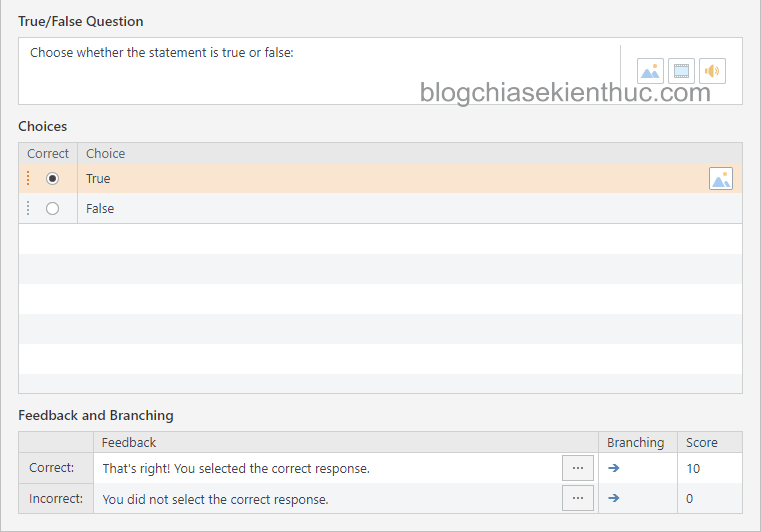 True/False Question
Choose whether the statement is true or false:
blogchiasekienthuc.com
Choices
Correct Choice
True
False
Feedback and Branching
Feedback Branching Score
Correct: That's right! You selected the correct response. ... 10
Incorrect: You did not select the correct response. ... 0